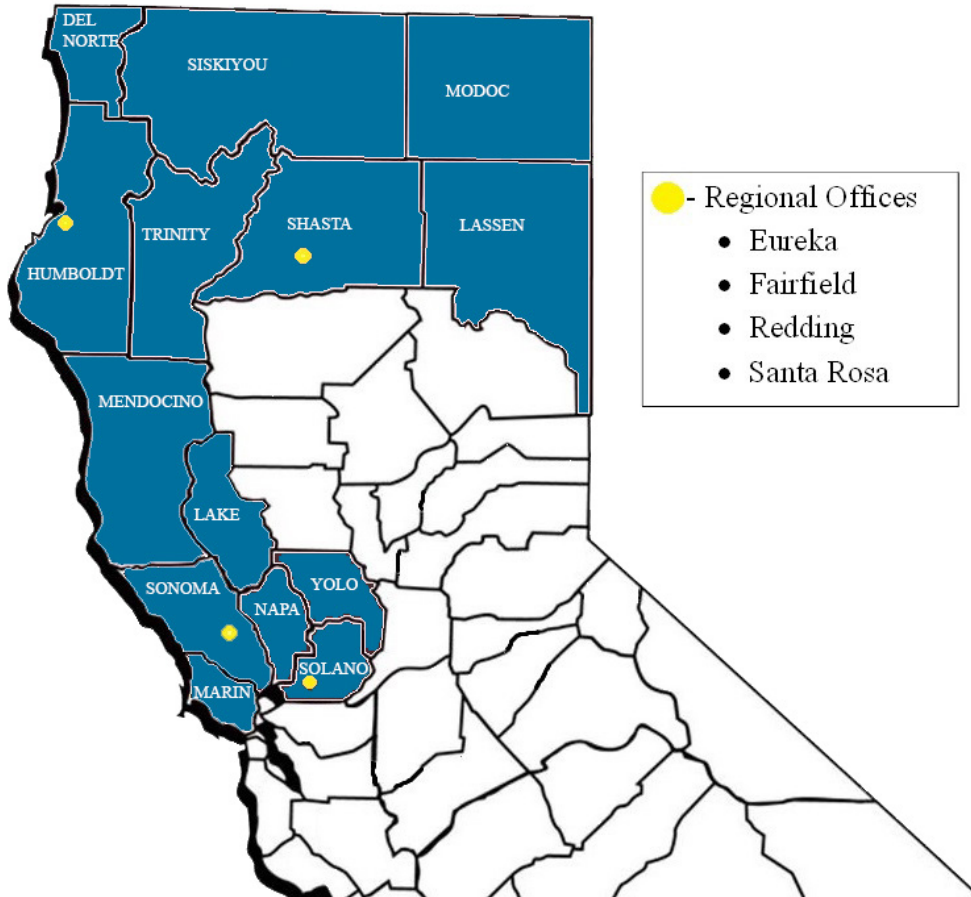 DEL
NORTE
SISKIYOU
MODOC
- Regional Offices
• Eureka
• Fairfield
• Redding
• Santa Rosa
TRINITY
SHASTA
LASSEN
HUMBOLDT
MENDOCINO
LAKE
SONOMA
YOLO
NAPA
SOLANO
MARIN